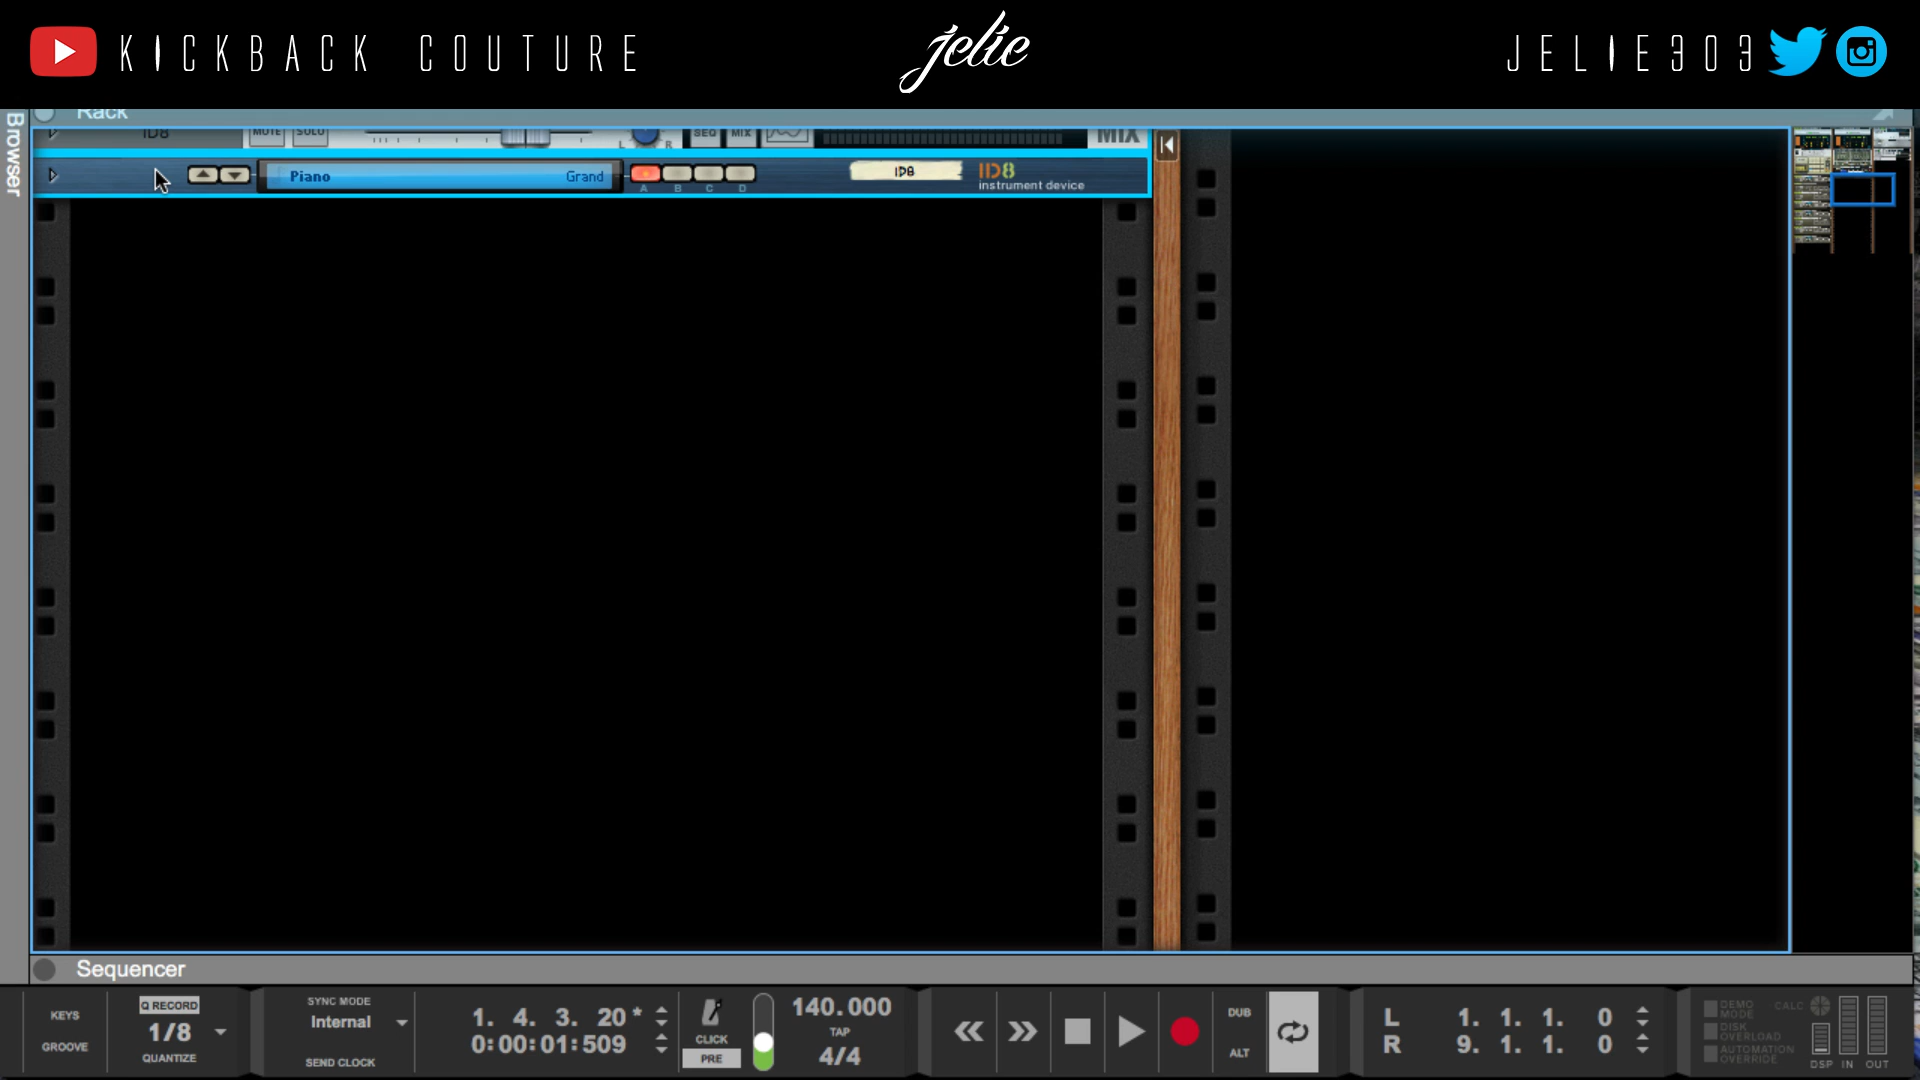 KICKBACK COUTURE
jelie
JELIE303
Browser
Rack
ID8
MUTE
SOLO
L
R
SEQ
MIX
MIX
Piano
Grand
A
B
C
D
ID8
ID8
instrument device
Sequencer
KEYS
GROOVE
Q RECORD
1/8
QUANTIZE
SYNC MODE
Internal
SEND CLOCK
1. 4. 3. 20 *
0:00:01:509
CLICK
PRE
140.000
TAP
4/4
DUB
ALT
L 1. 1. 1. 0
R 9. 1. 1. 0
DEMO MODE
DISK OVERLOAD
AUTOMATION OVERRIDE
CALC
DSP
IN
OUT